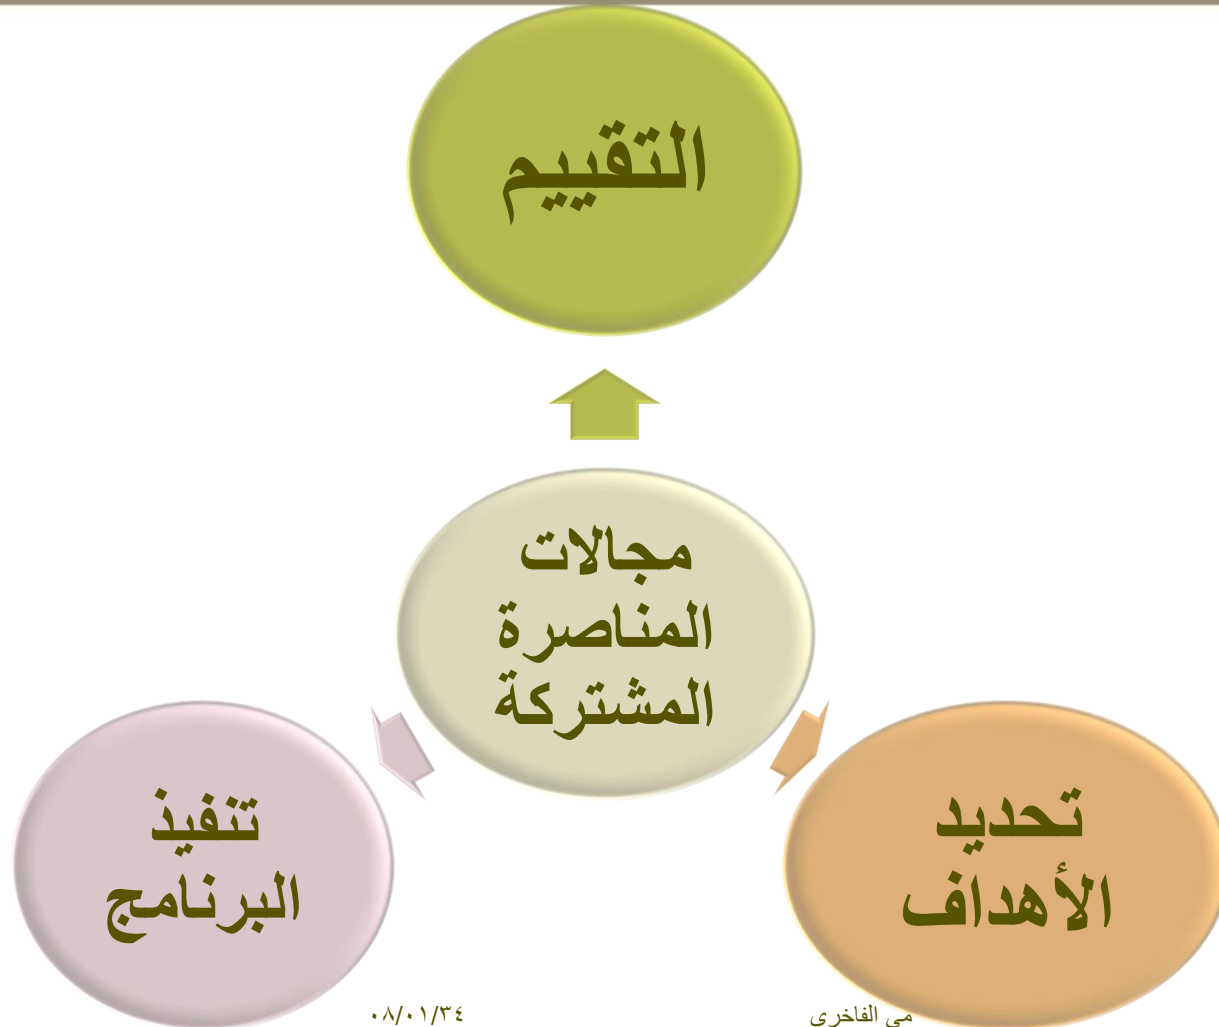 التقييم
مجالات
المناصرة
المشتركة
تحديد
الأهداف
تنفيذ
البرنامج
مي الفاخري
٠٨/٠١/٣٤